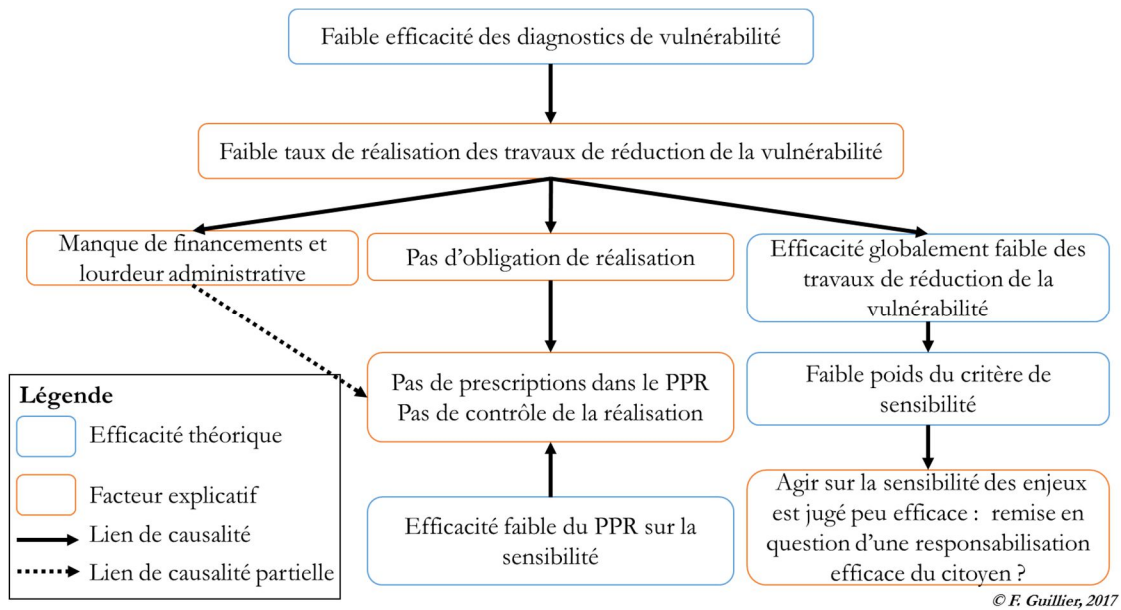 Faible efficacité des diagnostics de vulnérabilité
Faible taux de réalisation des travaux de réduction de la vulnérabilité
Manque de financements et
lourdeur administrative
Pas d’obligation de réalisation
Efficacité globalement faible des
travaux de réduction de la
vulnérabilité
Pas de prescriptions dans le PPR
Pas de contrôle de la réalisation
Faible poids du critère de
sensibilité
Efficacité faible du PPR sur la
sensibilité
Agir sur la sensibilité des enjeux
est jugé peu efficace : remise en
question d’une responsabilisation
efficace du citoyen ?
Légende
Efficacité théorique
Facteur explicatif
Lien de causalité
Lien de causalité partielle
© F. Guillier, 2017